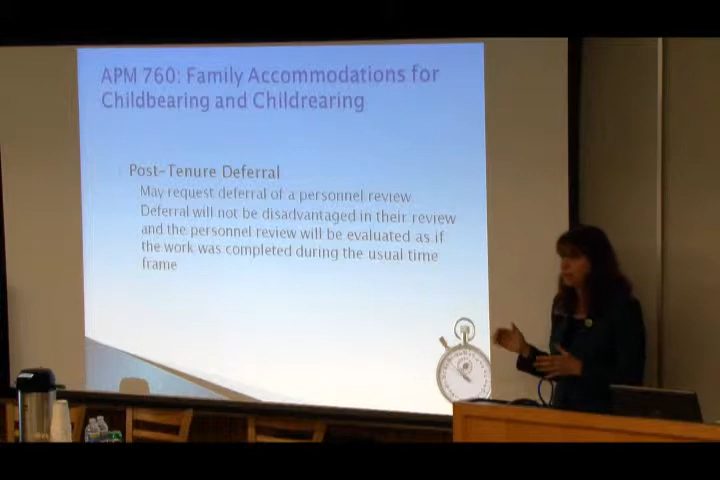 APM 760: Family Accommodations for
Childbearing and Childrearing
Post-Tenure Deferral
May request deferral of a personnel review
Deferral will not be disadvantaged in their review
and the personnel review will be evaluated as if
the work was completed during the usual time
frame